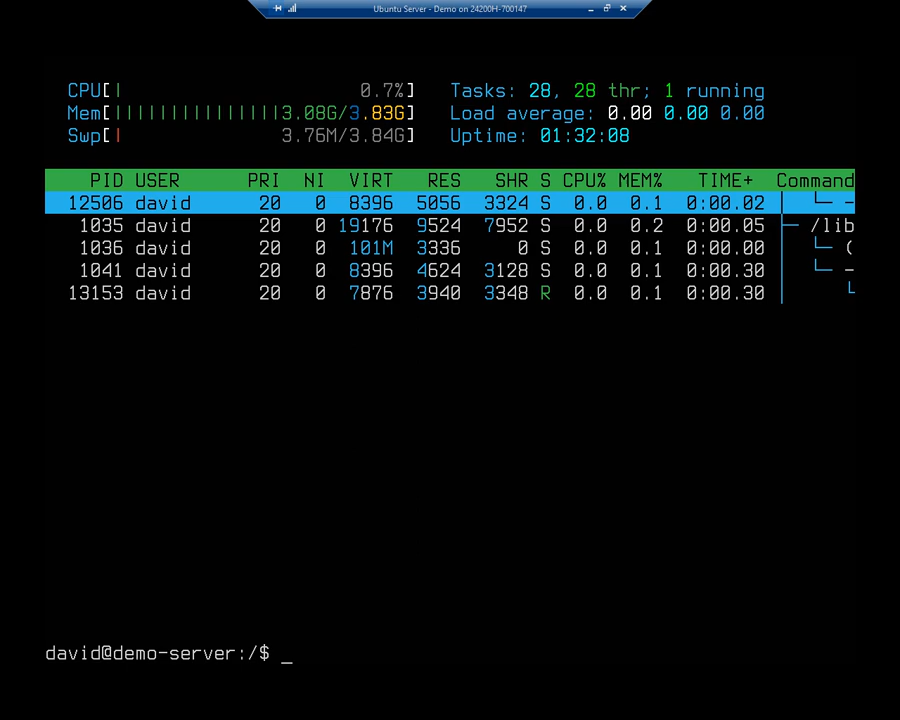 Ubuntu Server - Demo on 24200H-700147
CPU[| 0.7%] Tasks: 28, 28 thr; 1 running
Mem[|||||||||||||||3.08G/3.83G] Load average: 0.00 0.00 0.00
Swp[| 3.76M/3.84G] Uptime: 01:32:08
PID USER PRI NI VIRT RES SHR S CPU% MEM% TIME+ Command
12506 david 20 0 8396 5056 3324 S 0.0 0.1 0:00.02 │ └─ -
1035 david 20 0 19176 9524 7952 S 0.0 0.2 0:00.05 ├─ /lib
1036 david 20 0 101M 3336 0 S 0.0 0.1 0:00.00 │ └─ (
1041 david 20 0 8396 4624 3128 S 0.0 0.1 0:00.30 │ └─ -
13153 david 20 0 7876 3940 3348 R 0.0 0.1 0:00.30 │ └
david@demo-server:/$ _